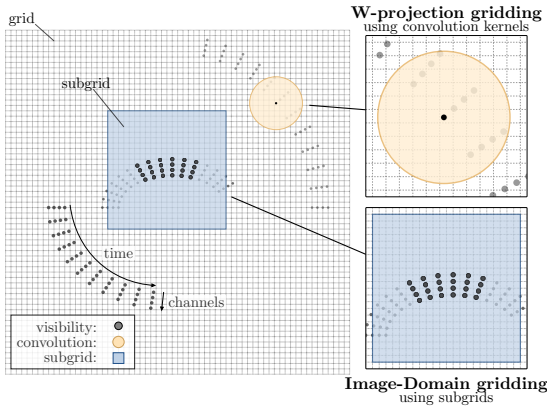 grid
subgrid
time
channels
visibility:
convolution:
subgrid:
W-projection gridding
using convolution kernels
Image-Domain gridding
using subgrids